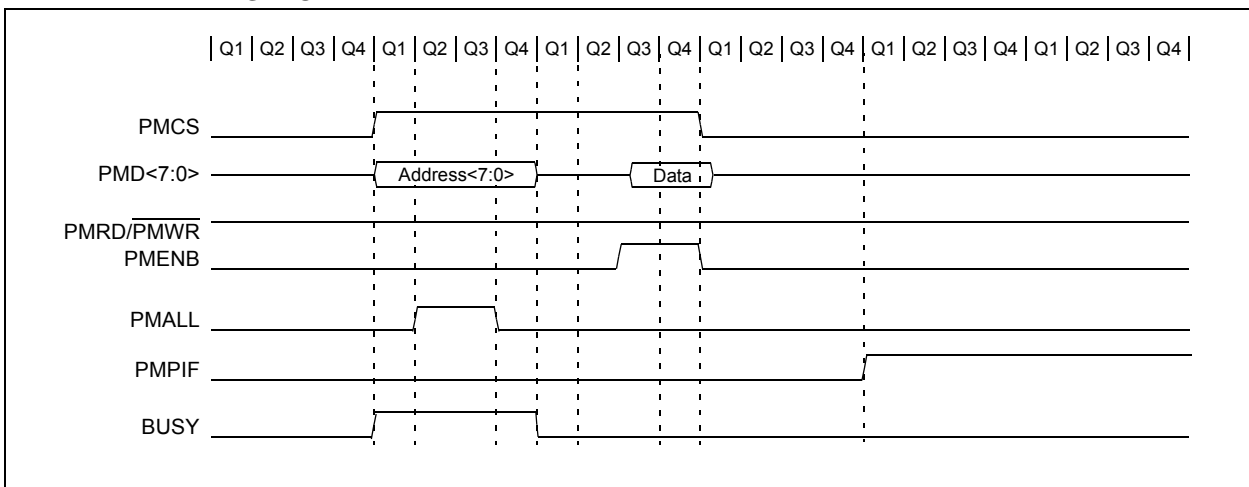 Q1 Q2 Q3 Q4 Q1 Q2 Q3 Q4 Q1 Q2 Q3 Q4 Q1 Q2 Q3 Q4 Q1 Q2 Q3 Q4 Q1 Q2 Q3 Q4
PMCS
PMD<7:0> Address<7:0> Data
PMRD/PMWR
PMENB
PMALL
PMPIF
BUSY